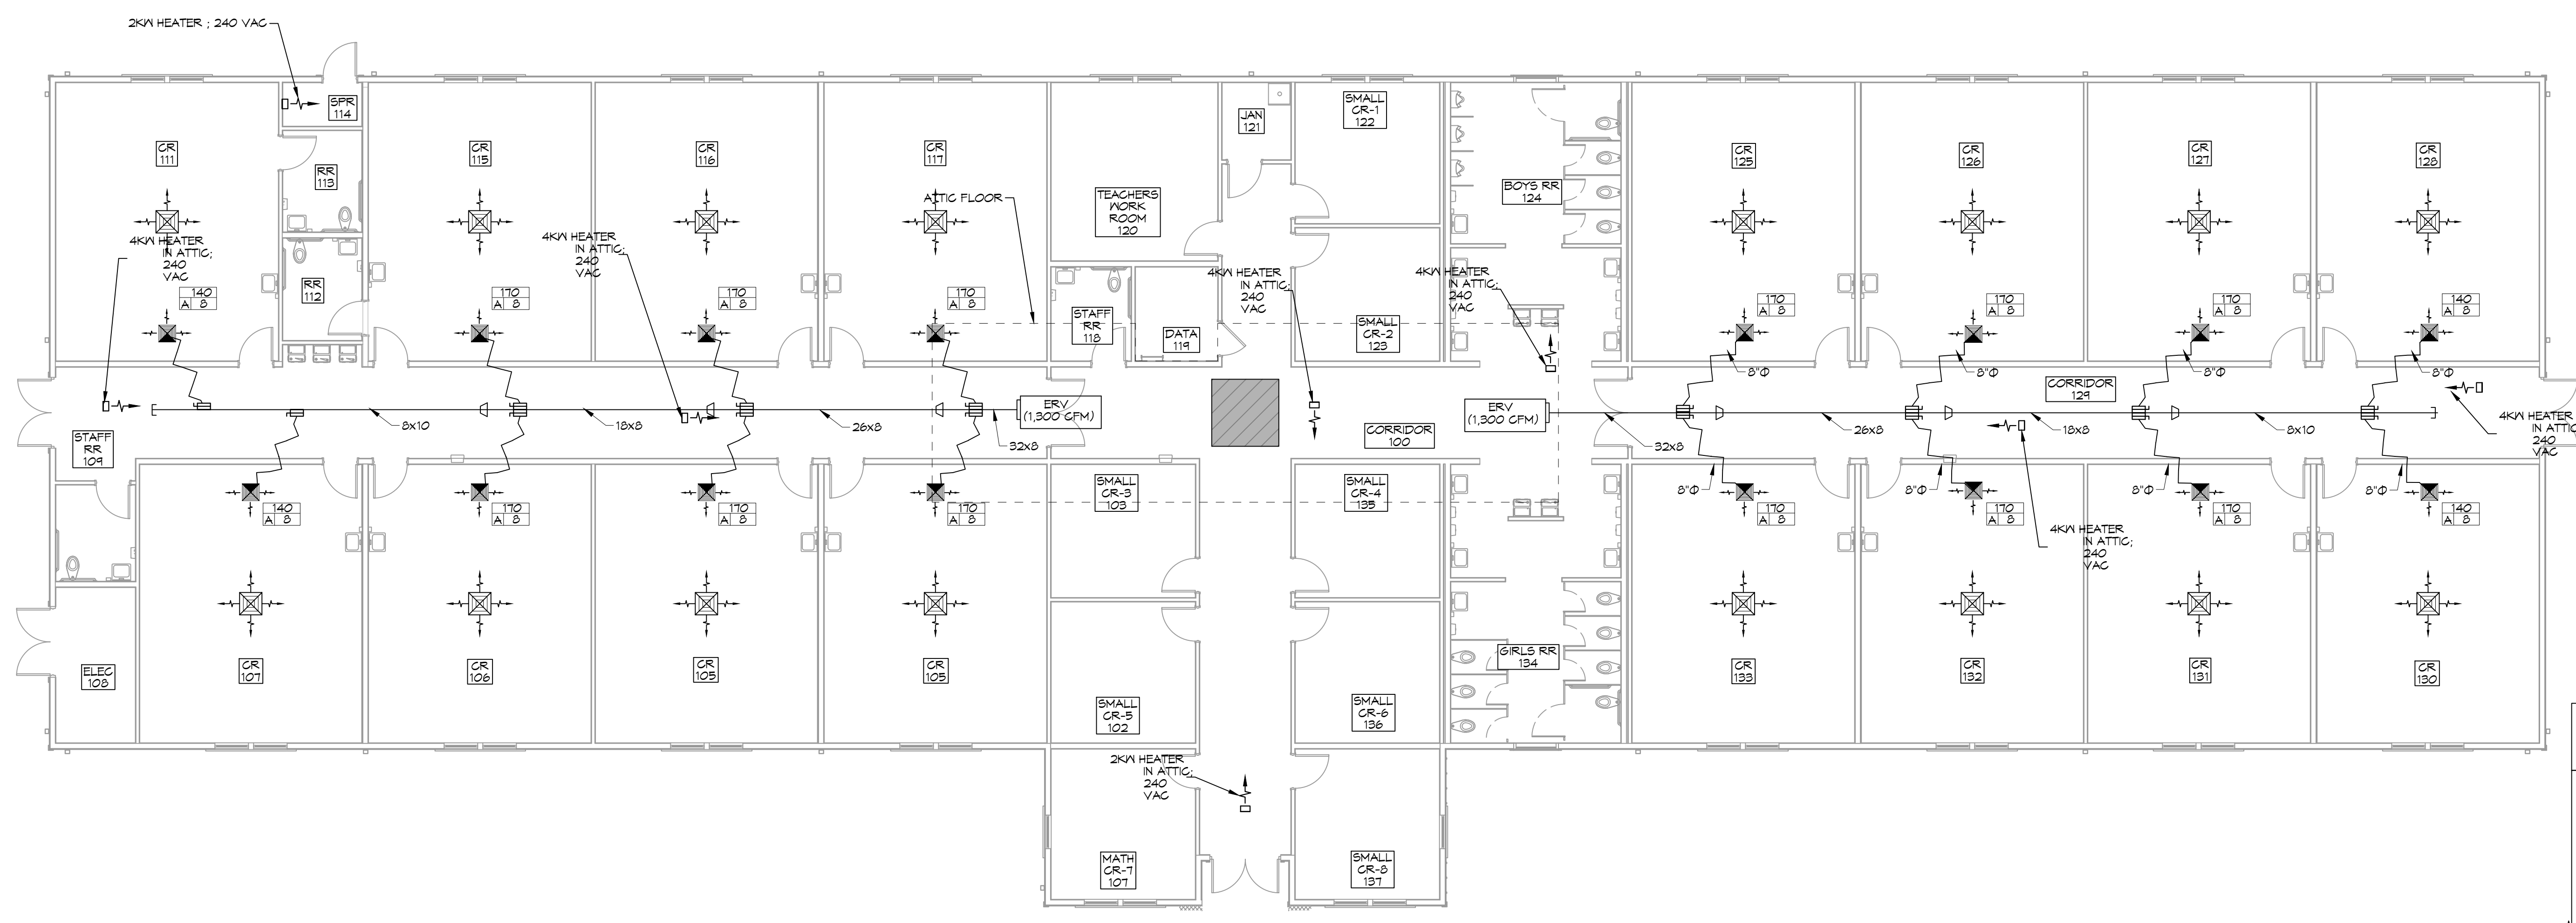 2KW HEATER ; 240 VAC
SPR
114
CR
111
RR
113
CR
115
CR
116
CR
117
ATTIC FLOOR
TEACHERS
WORK
ROOM
120
JAN
121
SMALL
CR-1
122
BOYS RR
124
CR
125
CR
126
CR
127
CR
128
4KW HEATER
IN ATTIC;
240
VAC
4KW HEATER
IN ATTIC;
240
VAC
4KW HEATER
IN ATTIC;
240
VAC
4KW HEATER
IN ATTIC;
240
VAC
RR
112
140
A 8
170
A 8
170
A 8
170
A 8
STAFF
RR
118
DATA
119
SMALL
CR-2
123
170
A 8
170
A 8
170
A 8
140
A 8
8"Φ
8"Φ
8"Φ
8"Φ
CORRIDOR
129
8x10
18x8
26x8
32x8
ERV
(1,300 CFM)
CORRIDOR
100
ERV
(1,300 CFM)
32x8
26x8
18x8
8x10
4KW HEATER
IN ATTIC
240
VAC
STAFF
RR
109
8"Φ
8"Φ
8"Φ
8"Φ
140
A 8
170
A 8
170
A 8
170
A 8
SMALL
CR-3
103
SMALL
CR-4
135
170
A 8
170
A 8
170
A 8
140
A 8
4KW HEATER
IN ATTIC;
240
VAC
ELEC
108
CR
107
CR
106
CR
105
CR
105
SMALL
CR-5
102
SMALL
CR-6
136
GIRLS RR
134
CR
133
CR
132
CR
131
CR
130
2KW HEATER
IN ATTIC;
240
VAC
MATH
CR-7
107
SMALL
CR-8
137